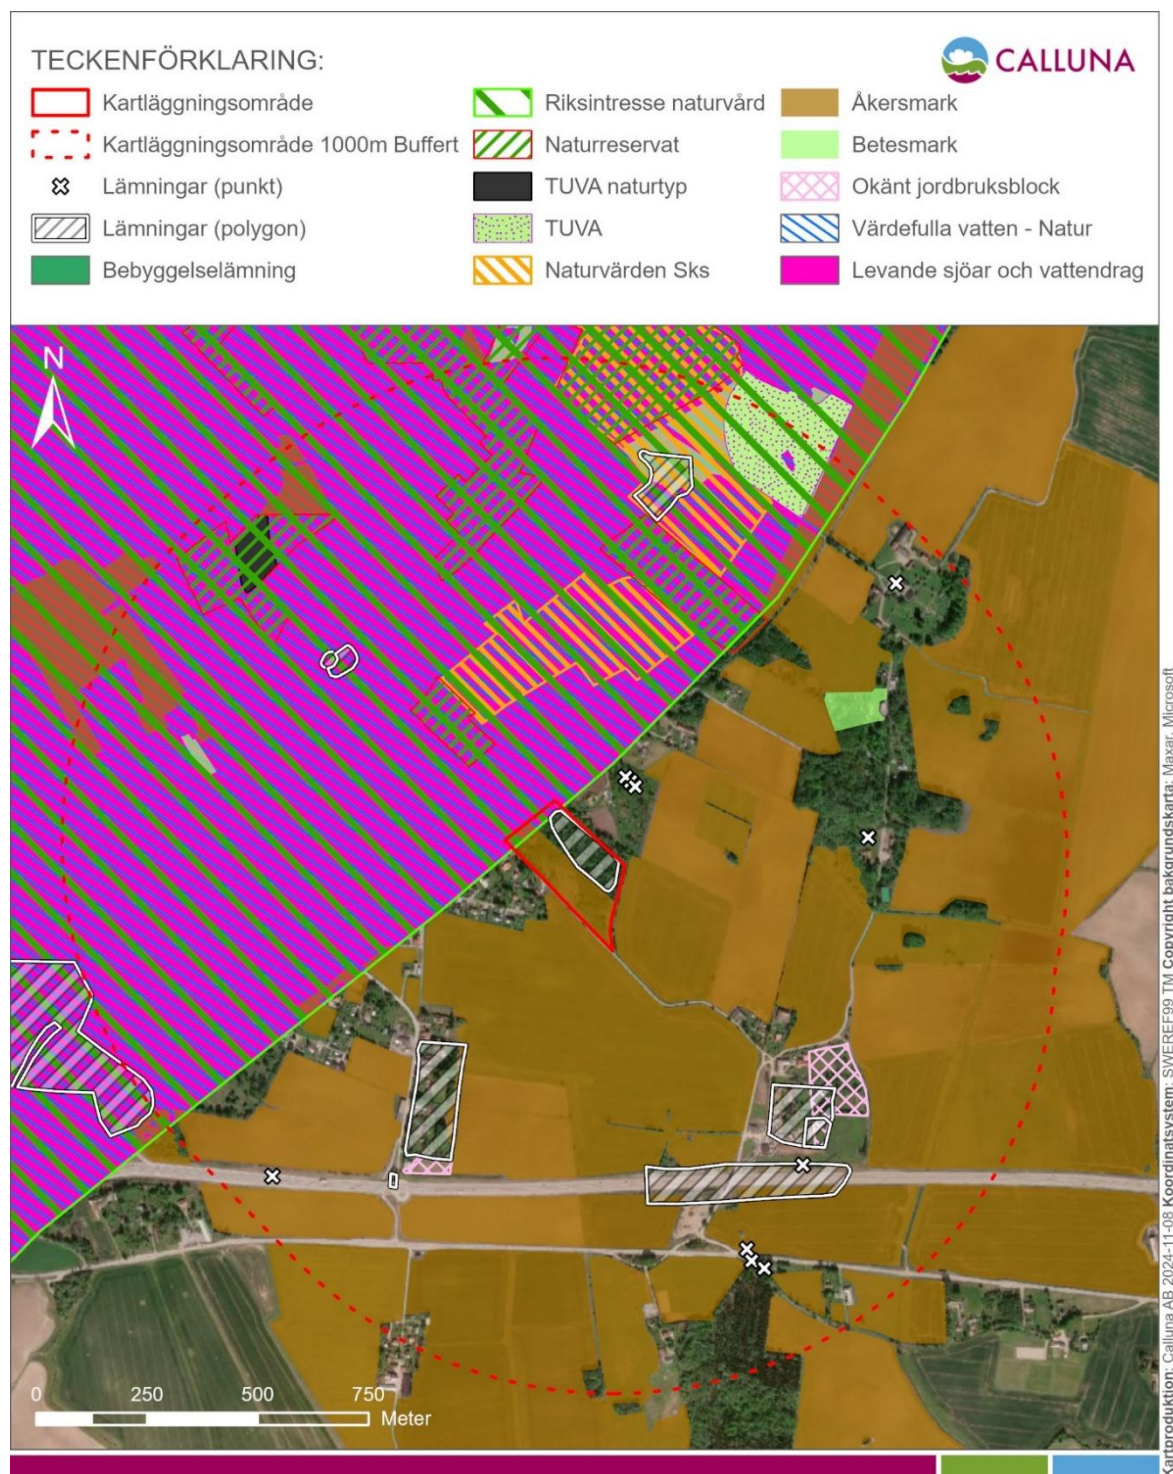 TECKENFÖRKLARING:
CALLUNA
Kartläggningsområde
Kartläggningsområde 1000m Buffert
Lämningar (punkt)
Lämningar (polygon)
Bebyggelselämning
Riksintresse naturvård
Naturreservat
TUVA naturtyp
TUVA
Naturvärden Sks
Åkersmark
Betesmark
Okänt jordbruksblock
Värdefulla vatten - Natur
Levande sjöar och vattendrag
N
0 250 500 750
Meter
Kartproduktion: Calluna AB 2024-11-08 Koordinatsystem: SWEREF99 TM Copyright bakgrundskarta: Maxar, Microsoft